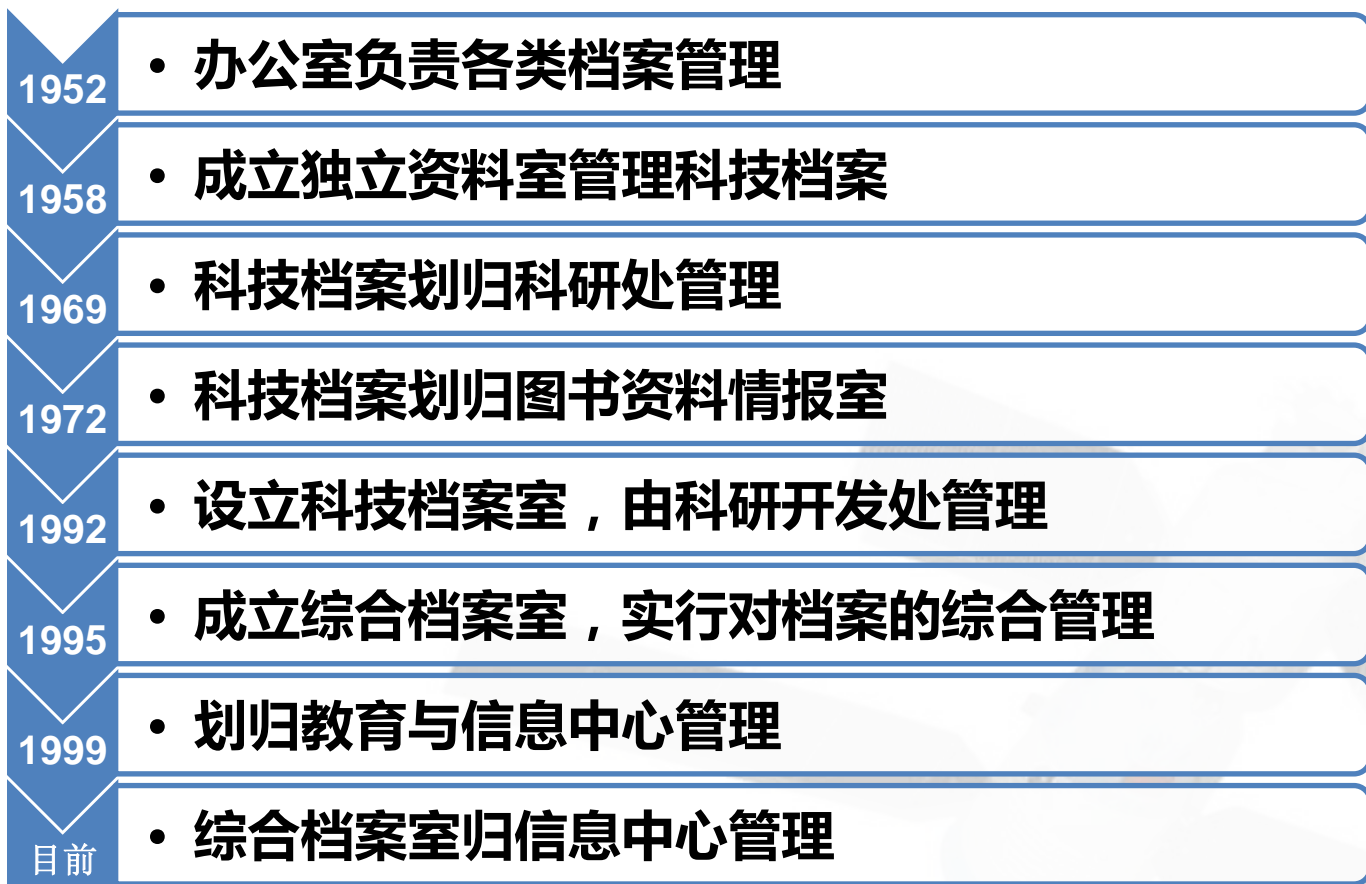 1952
• 办公室负责各类档案管理
1958
• 成立独立资料室管理科技档案
1969
• 科技档案划归科研处管理
1972
• 科技档案划归图书资料情报室
1992
• 设立科技档案室，由科研开发处管理
1995
• 成立综合档案室，实行对档案的综合管理
1999
• 划归教育与信息中心管理
目前
• 综合档案室归信息中心管理